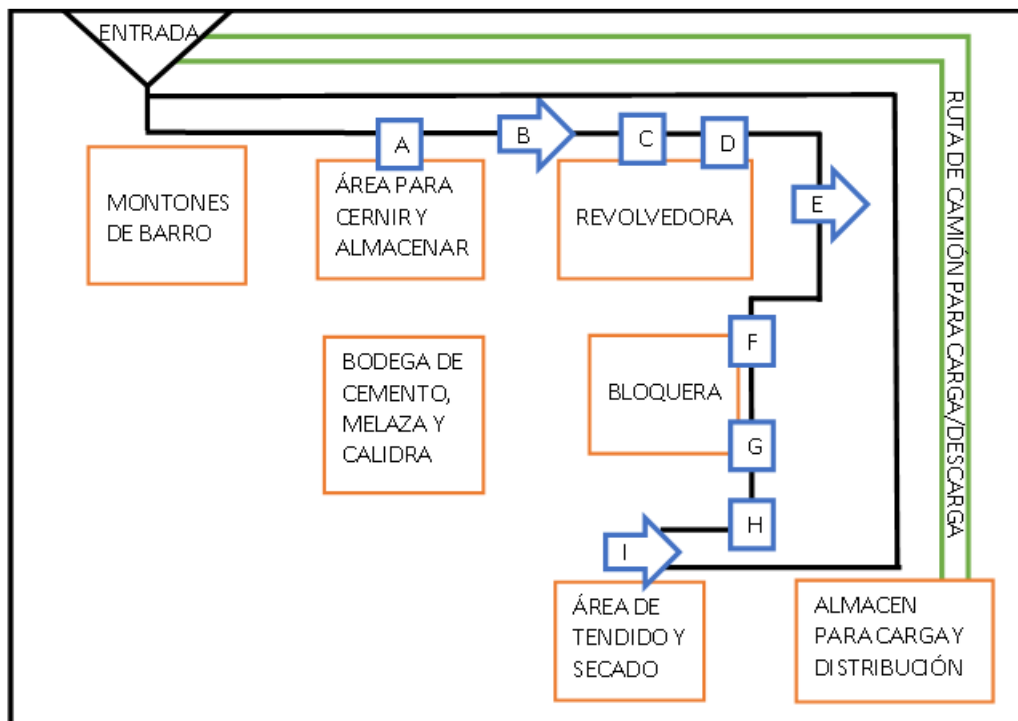 ENTRADA
A
B
C
D
MONTONES
DE BARRO
ÁREA PARA
CERNIR Y
ALMACENAR
REVOLVEDORA
E
RUTA DE CAMIÓN PARA CARGA/DESCARGA
BODEGA DE
CEMENTO,
MELAZA Y
CALIDRA
F
BLOQUERA
G
H
I
ÁREA DE
TENDIDO Y
SECADO
ALMACEN
PARA CARGA Y
DISTRIBUCIÓN